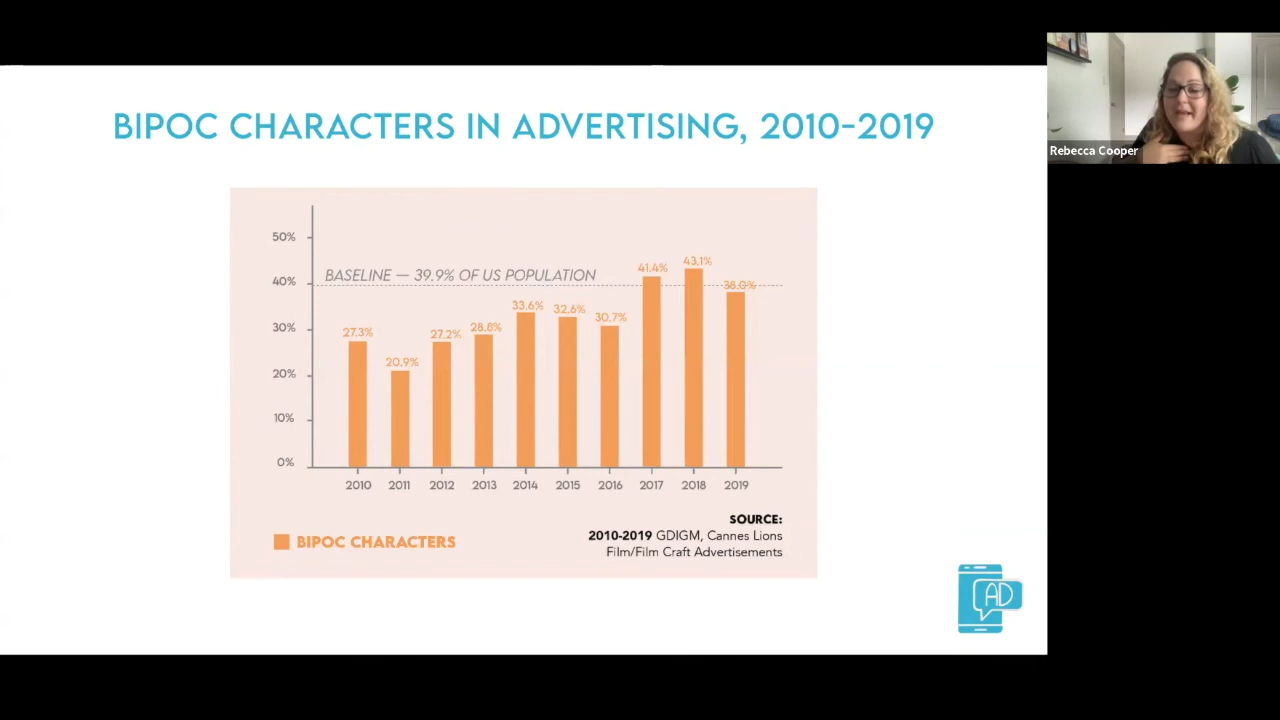 BIPOC CHARACTERS IN ADVERTISING, 2010-2019
Rebecca Cooper
50%
40%
30%
20%
10%
0%
BASELINE — 39.9% OF US POPULATION
27.3%
20.9%
27.2%
28.8%
33.6%
32.6%
30.7%
41.4%
43.1%
38.0%
2010 2011 2012 2013 2014 2015 2016 2017 2018 2019
BIPOC CHARACTERS
SOURCE:
2010-2019 GDIGM, Cannes Lions
Film/Film Craft Advertisements
AD